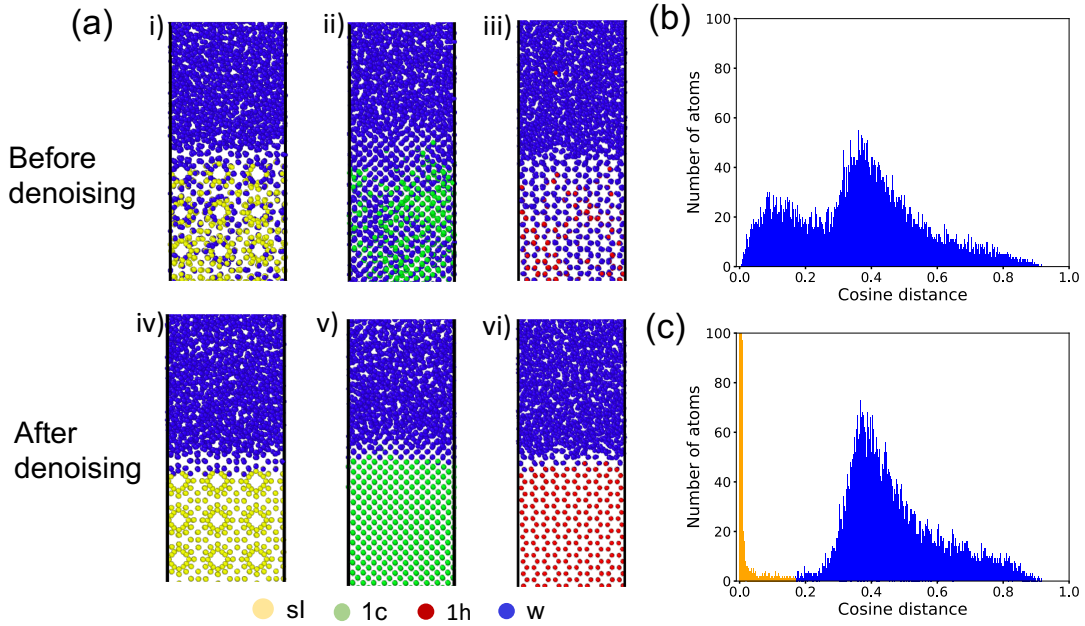 (a)
i)
ii)
iii)
Before
denoising
iv)
v)
vi)
After
denoising
sI
1c
1h
w
(b)
Number of atoms
100
80
60
40
20
0
0.0 0.2 0.4 0.6 0.8 1.0
Cosine distance
(c)
Number of atoms
100
80
60
40
20
0
0.0 0.2 0.4 0.6 0.8 1.0
Cosine distance